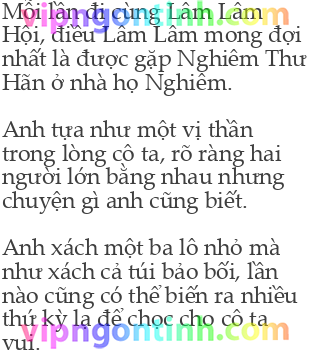 Mỗi lần đi cùng Lâm Lâm
vipngontinh.com
Hội, điều Lâm Lâm mong đợi
nhất là được gặp Nghiêm Thư
Hãn ở nhà họ Nghiêm.
Anh tựa như một vị thần
trong lòng cô ta, rõ ràng hai
người lớn bằng nhau nhưng
chuyện gì anh cũng biết.
Anh xách một ba lô nhỏ mà
như xách cả túi bảo bối, lần
nào cũng có thể biến ra nhiều
thứ kỳ lạ để chọc cho cô ta
vipngontinh.com
vui.